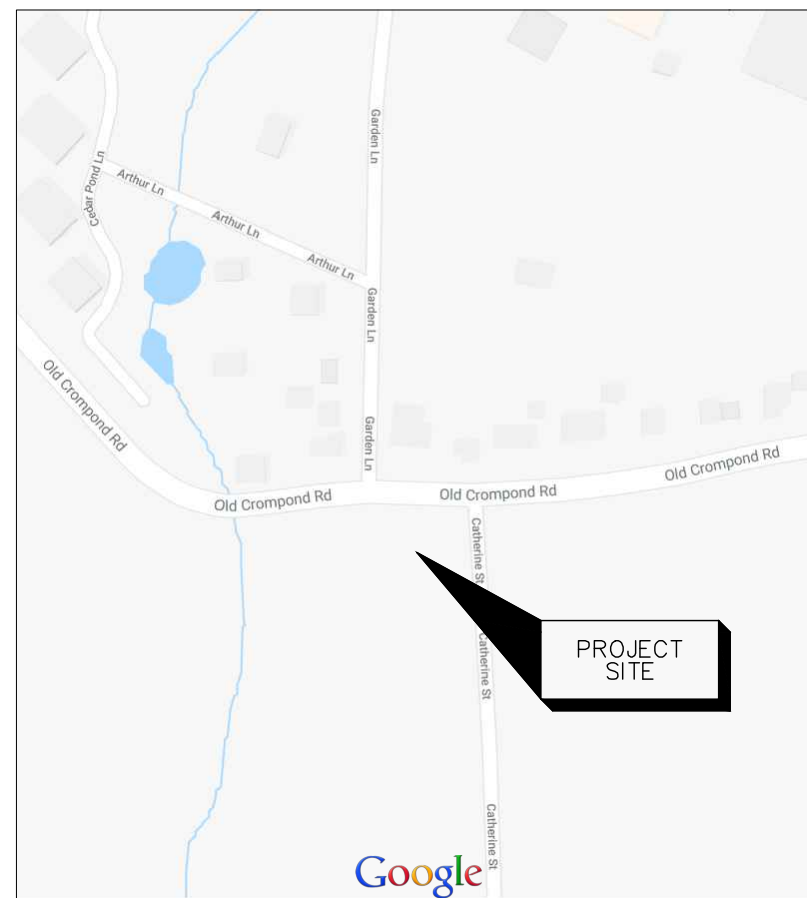 Garden Ln
Cedar Pond Ln
Arthur Ln
Arthur Ln
Arthur Ln
Garden Ln
Old Crompond Rd
Garden Ln
Old Crompond Rd
Old Crompond Rd
Old Crompond Rd
Catherine St
Catherine St
PROJECT
SITE
Catherine St
Google